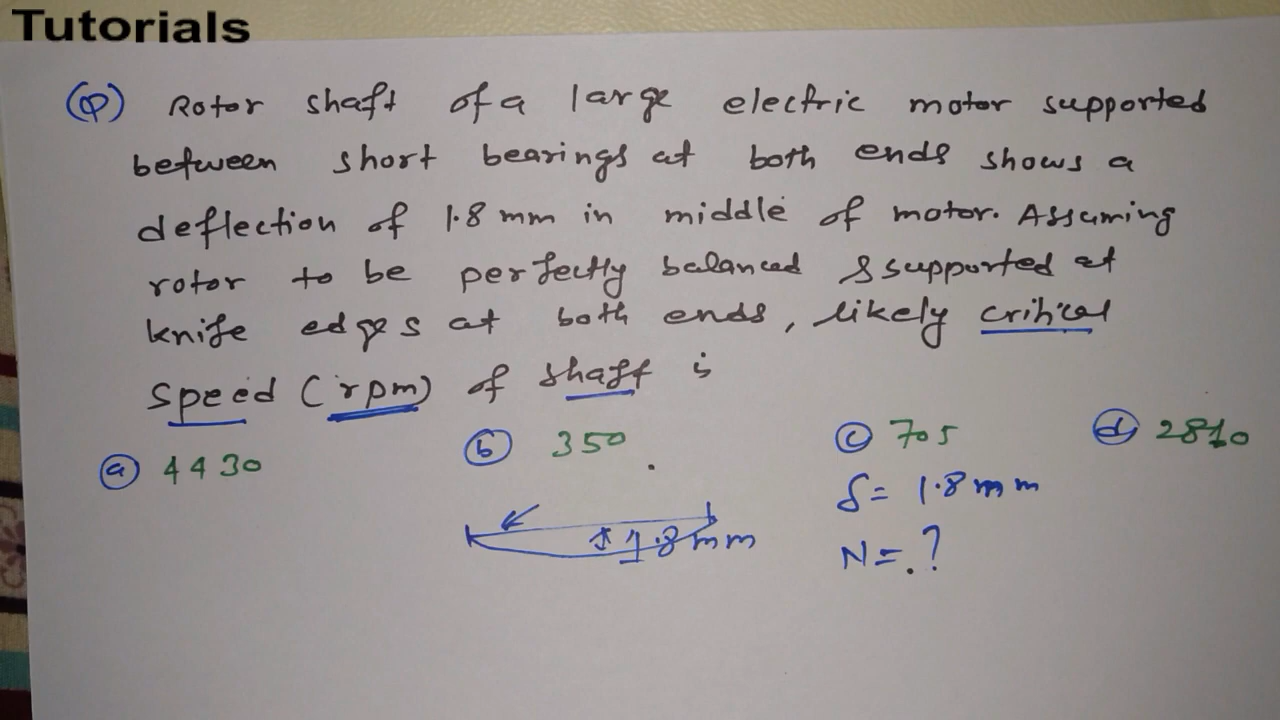 Tutorials
(Q) Rotor shaft of a large electric motor supported
between short bearings at both ends shows a
deflection of 1.8 mm in middle of motor. Assuming
rotor to be perfectly balanced & supported at
knife edges at both ends, likely critical
speed (rpm) of shaft is
(a) 4430 (b) 350 (c) 705 (d) 2810
δ = 1.8 mm
1.8 mm
N = ?